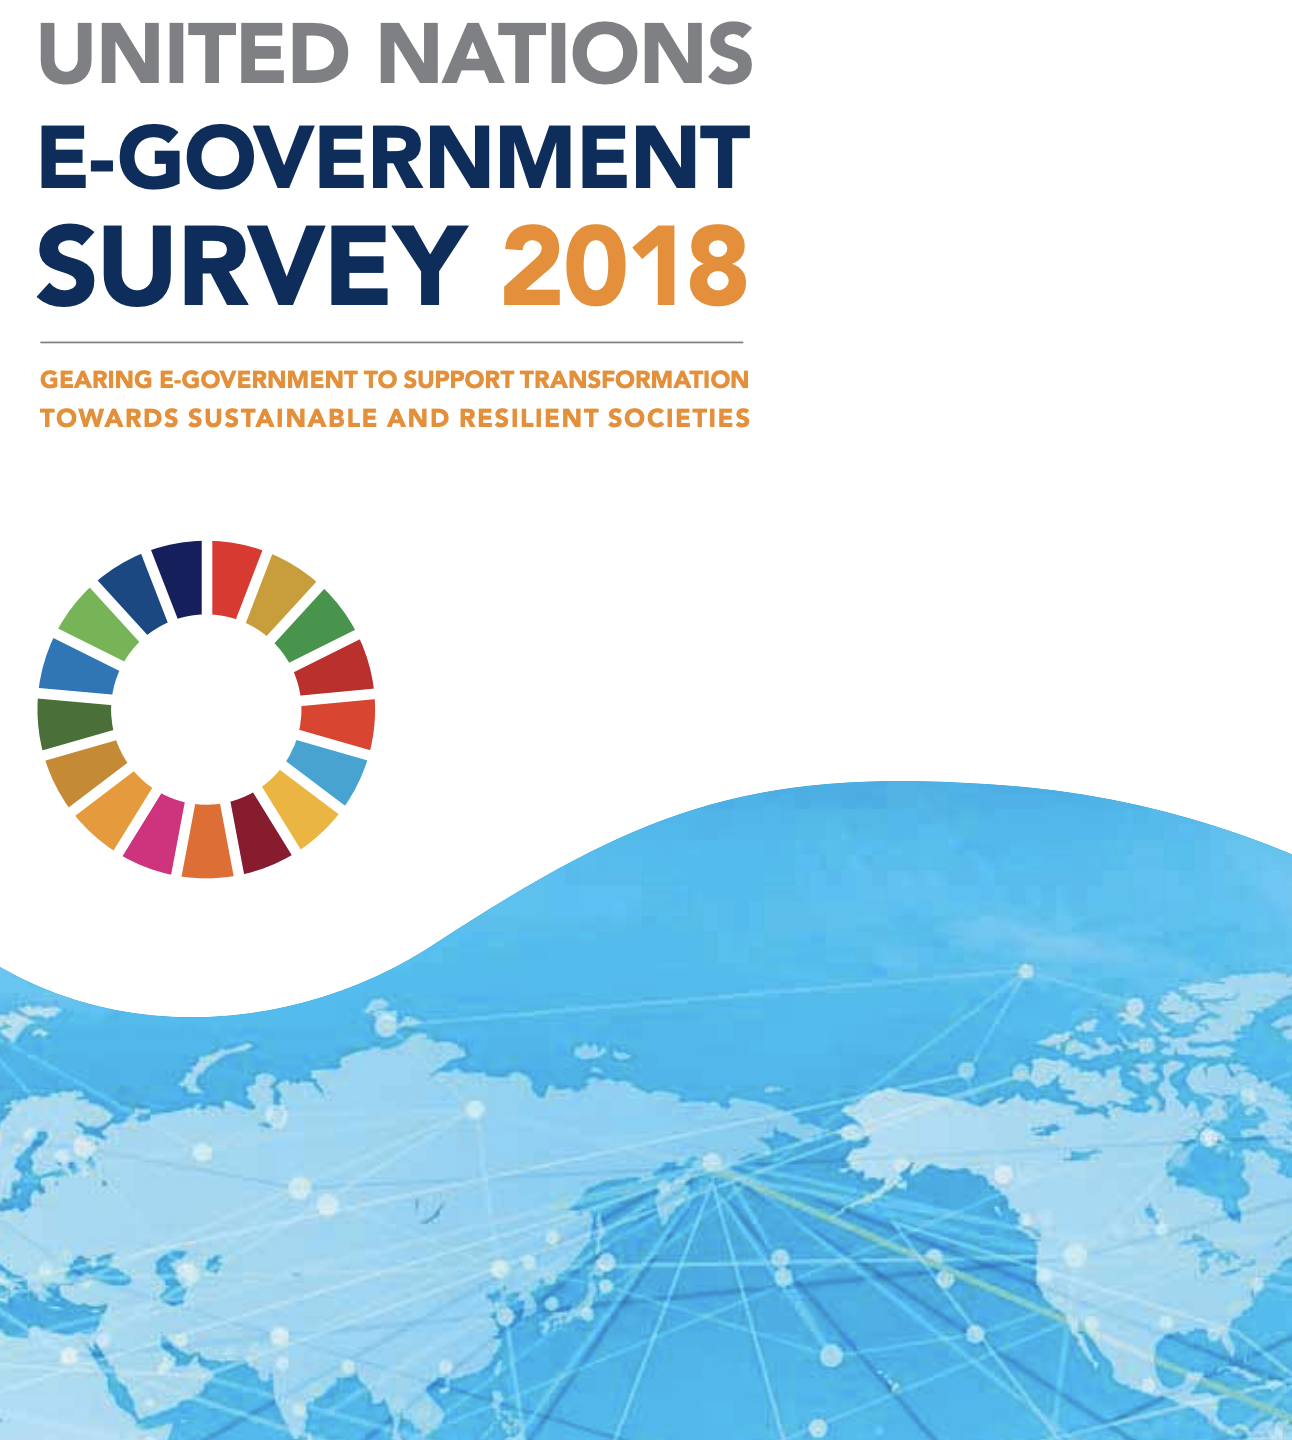 UNITED NATIONS
E-GOVERNMENT
SURVEY 2018
GEARING E-GOVERNMENT TO SUPPORT TRANSFORMATION
TOWARDS SUSTAINABLE AND RESILIENT SOCIETIES